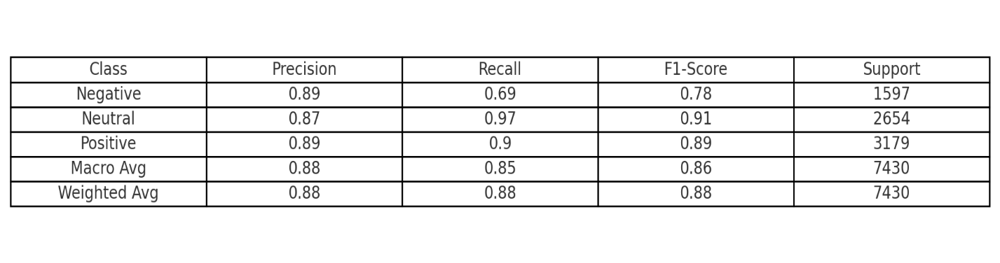 Class Precision Recall F1-Score Support
Negative 0.89 0.69 0.78 1597
Neutral 0.87 0.97 0.91 2654
Positive 0.89 0.9 0.89 3179
Macro Avg 0.88 0.85 0.86 7430
Weighted Avg 0.88 0.88 0.88 7430